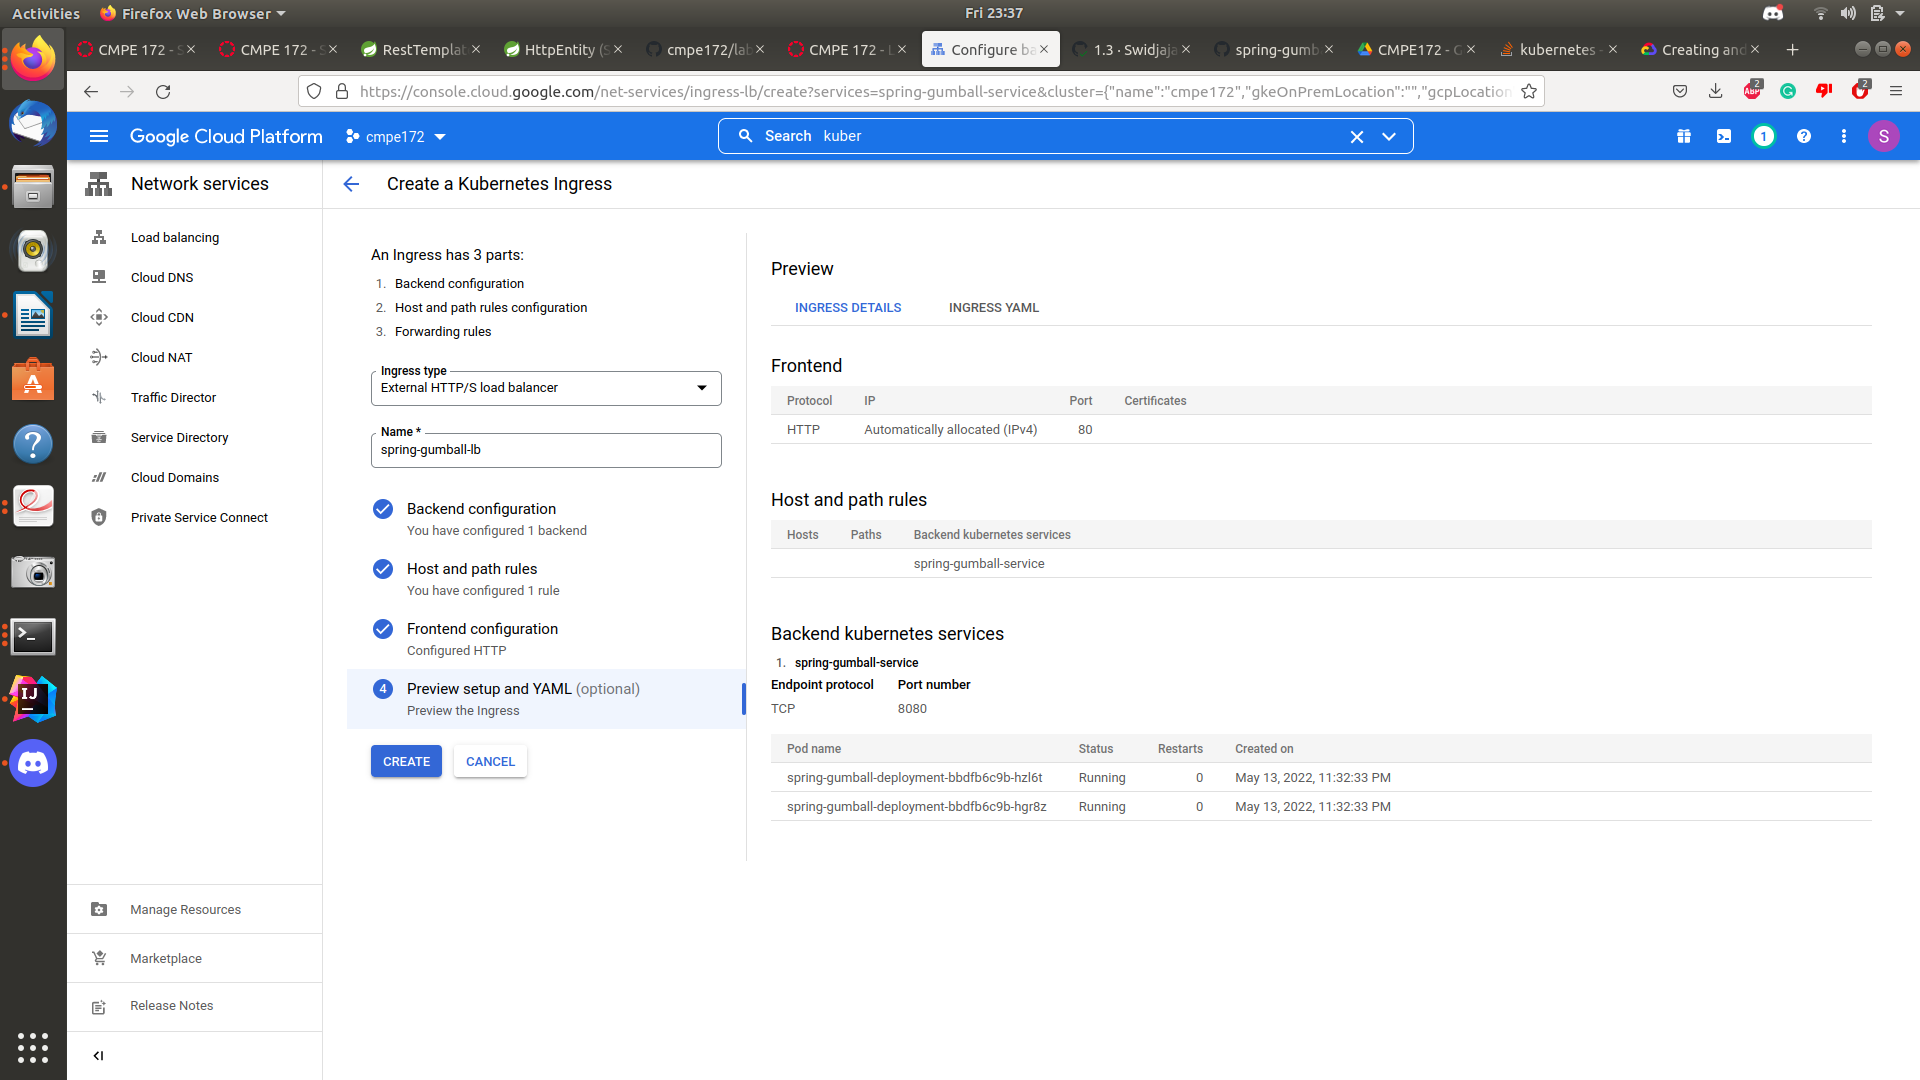 Activities
Firefox Web Browser
Fri 23:37
CMPE 172 - S
CMPE 172 - S
RestTemplat
HttpEntity (S
cmpe172/lab
CMPE 172 - L
Configure ba
1.3 · Swidjaja
spring-gumb
CMPE172 - G
kubernetes -
Creating and
https://console.cloud.google.com/net-services/ingress-lb/create?services=spring-gumball-service&cluster={"name":"cmpe172","gkeOnPremLocation":"","gcpLocation
ABP
2
2
Google Cloud Platform
cmpe172
Search kuber
1
S
Network services
Create a Kubernetes Ingress
Load balancing
Cloud DNS
Cloud CDN
Cloud NAT
Traffic Director
Service Directory
Cloud Domains
Private Service Connect
Manage Resources
Marketplace
Release Notes
An Ingress has 3 parts:
1. Backend configuration
2. Host and path rules configuration
3. Forwarding rules
Ingress type
External HTTP/S load balancer
Name *
spring-gumball-lb
Backend configuration
You have configured 1 backend
Host and path rules
You have configured 1 rule
Frontend configuration
Configured HTTP
4 Preview setup and YAML (optional)
Preview the Ingress
CREATE CANCEL
Preview
INGRESS DETAILS INGRESS YAML
Frontend
Protocol IP Port Certificates
HTTP Automatically allocated (IPv4) 80
Host and path rules
Hosts Paths Backend kubernetes services
spring-gumball-service
Backend kubernetes services
1. spring-gumball-service
Endpoint protocol Port number
TCP 8080
Pod name Status Restarts Created on
spring-gumball-deployment-bbdfb6c9b-hzl6t Running 0 May 13, 2022, 11:32:33 PM
spring-gumball-deployment-bbdfb6c9b-hgr8z Running 0 May 13, 2022, 11:32:33 PM
IJ